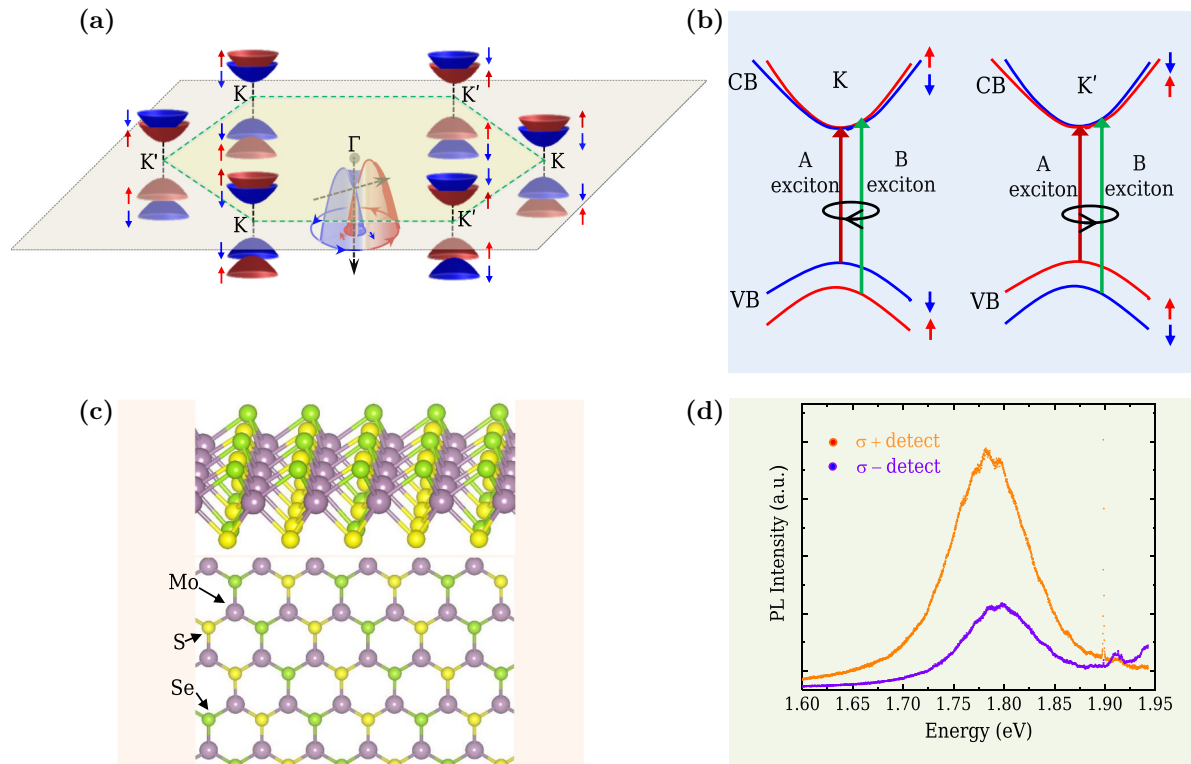 (a)
K
K′
K′
Γ
K
K
K′
(b)
CB
K
CB
K′
A
exciton
B
exciton
A
exciton
B
exciton
VB
VB
(c)
Mo
S
Se
(d)
σ+ detect
σ− detect
PL Intensity (a.u.)
1.60 1.65 1.70 1.75 1.80 1.85 1.90 1.95
Energy (eV)